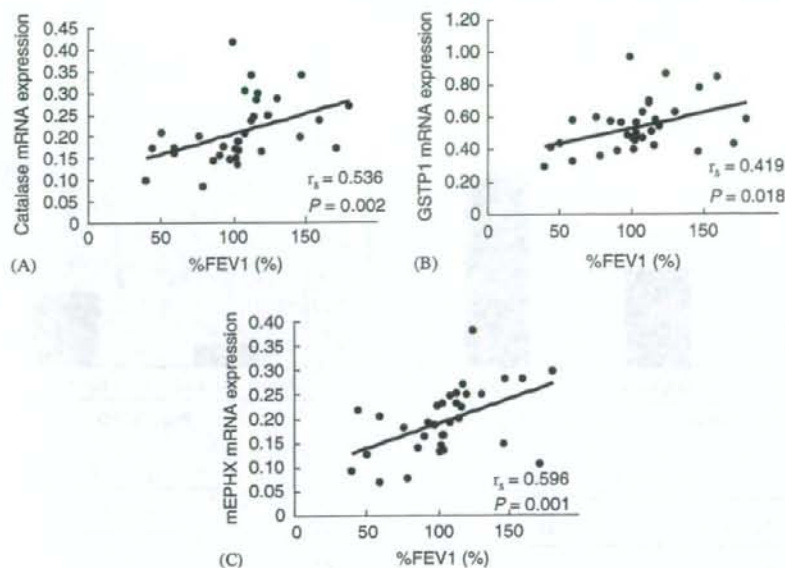 Catalase mRNA expression
0.45
0.40
0.35
0.30
0.25
0.20
0.15
0.10
0.05
0
0 50 100 150
%FEV1 (%)
rs = 0.536
P = 0.002
(A)
GSTP1 mRNA expression
1.20
1.00
0.80
0.60
0.40
0.20
0.00
0 50 100 150
%FEV1 (%)
rs = 0.419
P = 0.018
(B)
mEPHX mRNA expression
0.40
0.35
0.30
0.25
0.20
0.15
0.10
0.05
0
0 50 100 150
%FEV1 (%)
rs = 0.596
P = 0.001
(C)